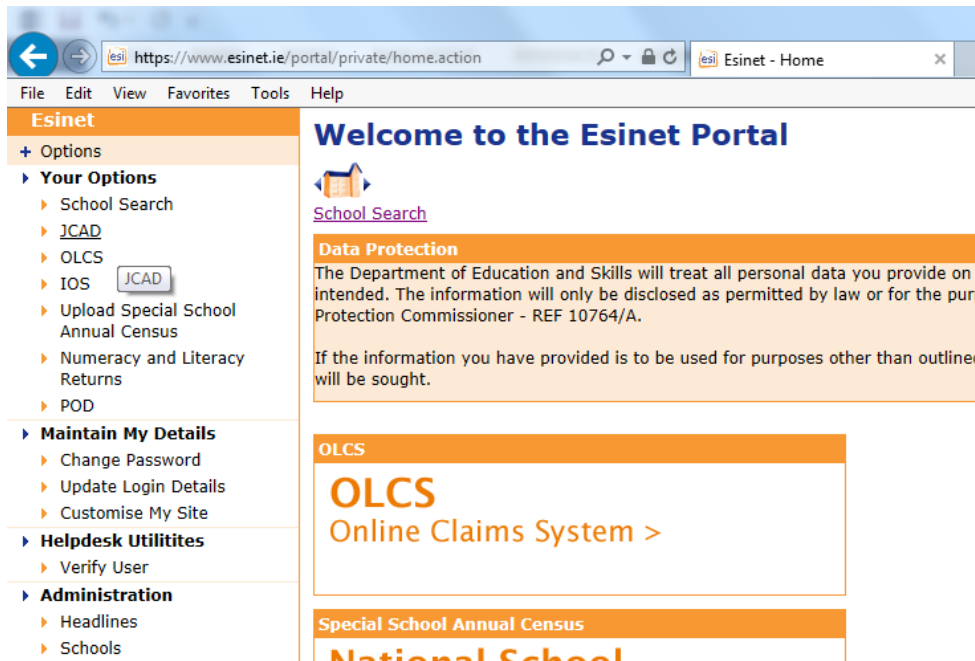 https://www.esinet.ie/portal/private/home.action
Esinet - Home
File Edit View Favorites Tools Help
Esinet
+ Options
Your Options
School Search
JCAD
OLCS
IOS
JCAD
Upload Special School
Annual Census
Numeracy and Literacy
Returns
POD
Maintain My Details
Change Password
Update Login Details
Customise My Site
Helpdesk Utilitites
Verify User
Administration
Headlines
Schools
Welcome to the Esinet Portal
School Search
Data Protection
The Department of Education and Skills will treat all personal data you provide on
intended. The information will only be disclosed as permitted by law or for the pur
Protection Commissioner - REF 10764/A.
If the information you have provided is to be used for purposes other than outline
will be sought.
OLCS
OLCS
Online Claims System >
Special School Annual Census
National School